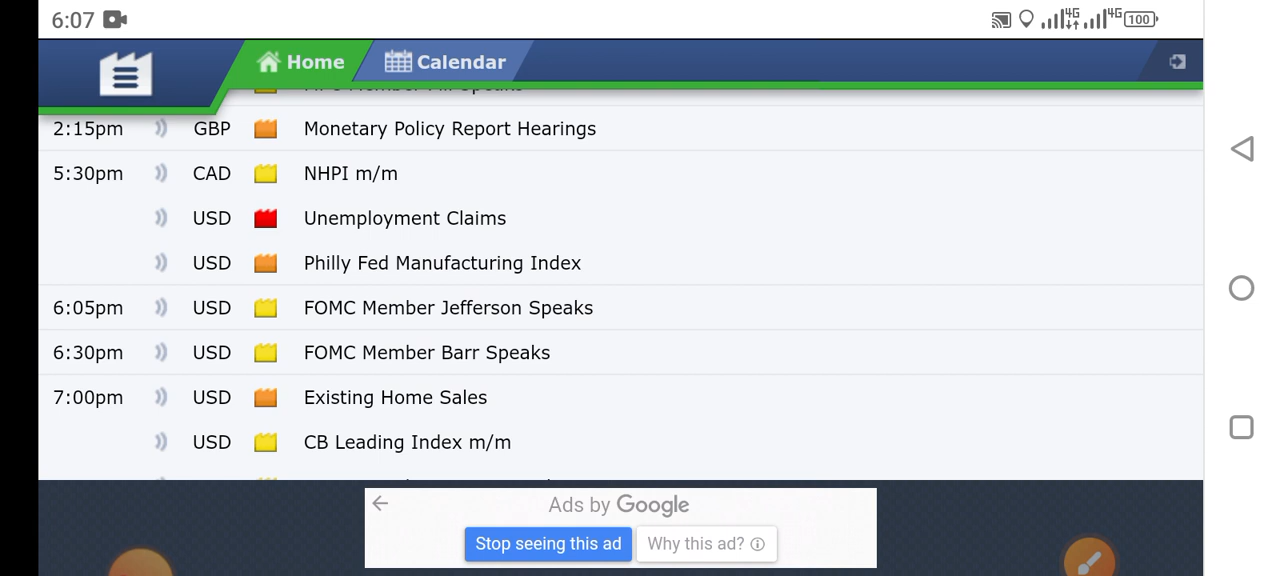 6:07 4G 4G 100
Home Calendar
2:15pm GBP Monetary Policy Report Hearings
5:30pm CAD NHPI m/m
USD Unemployment Claims
USD Philly Fed Manufacturing Index
6:05pm USD FOMC Member Jefferson Speaks
6:30pm USD FOMC Member Barr Speaks
7:00pm USD Existing Home Sales
USD CB Leading Index m/m
Ads by Google
Stop seeing this ad Why this ad?